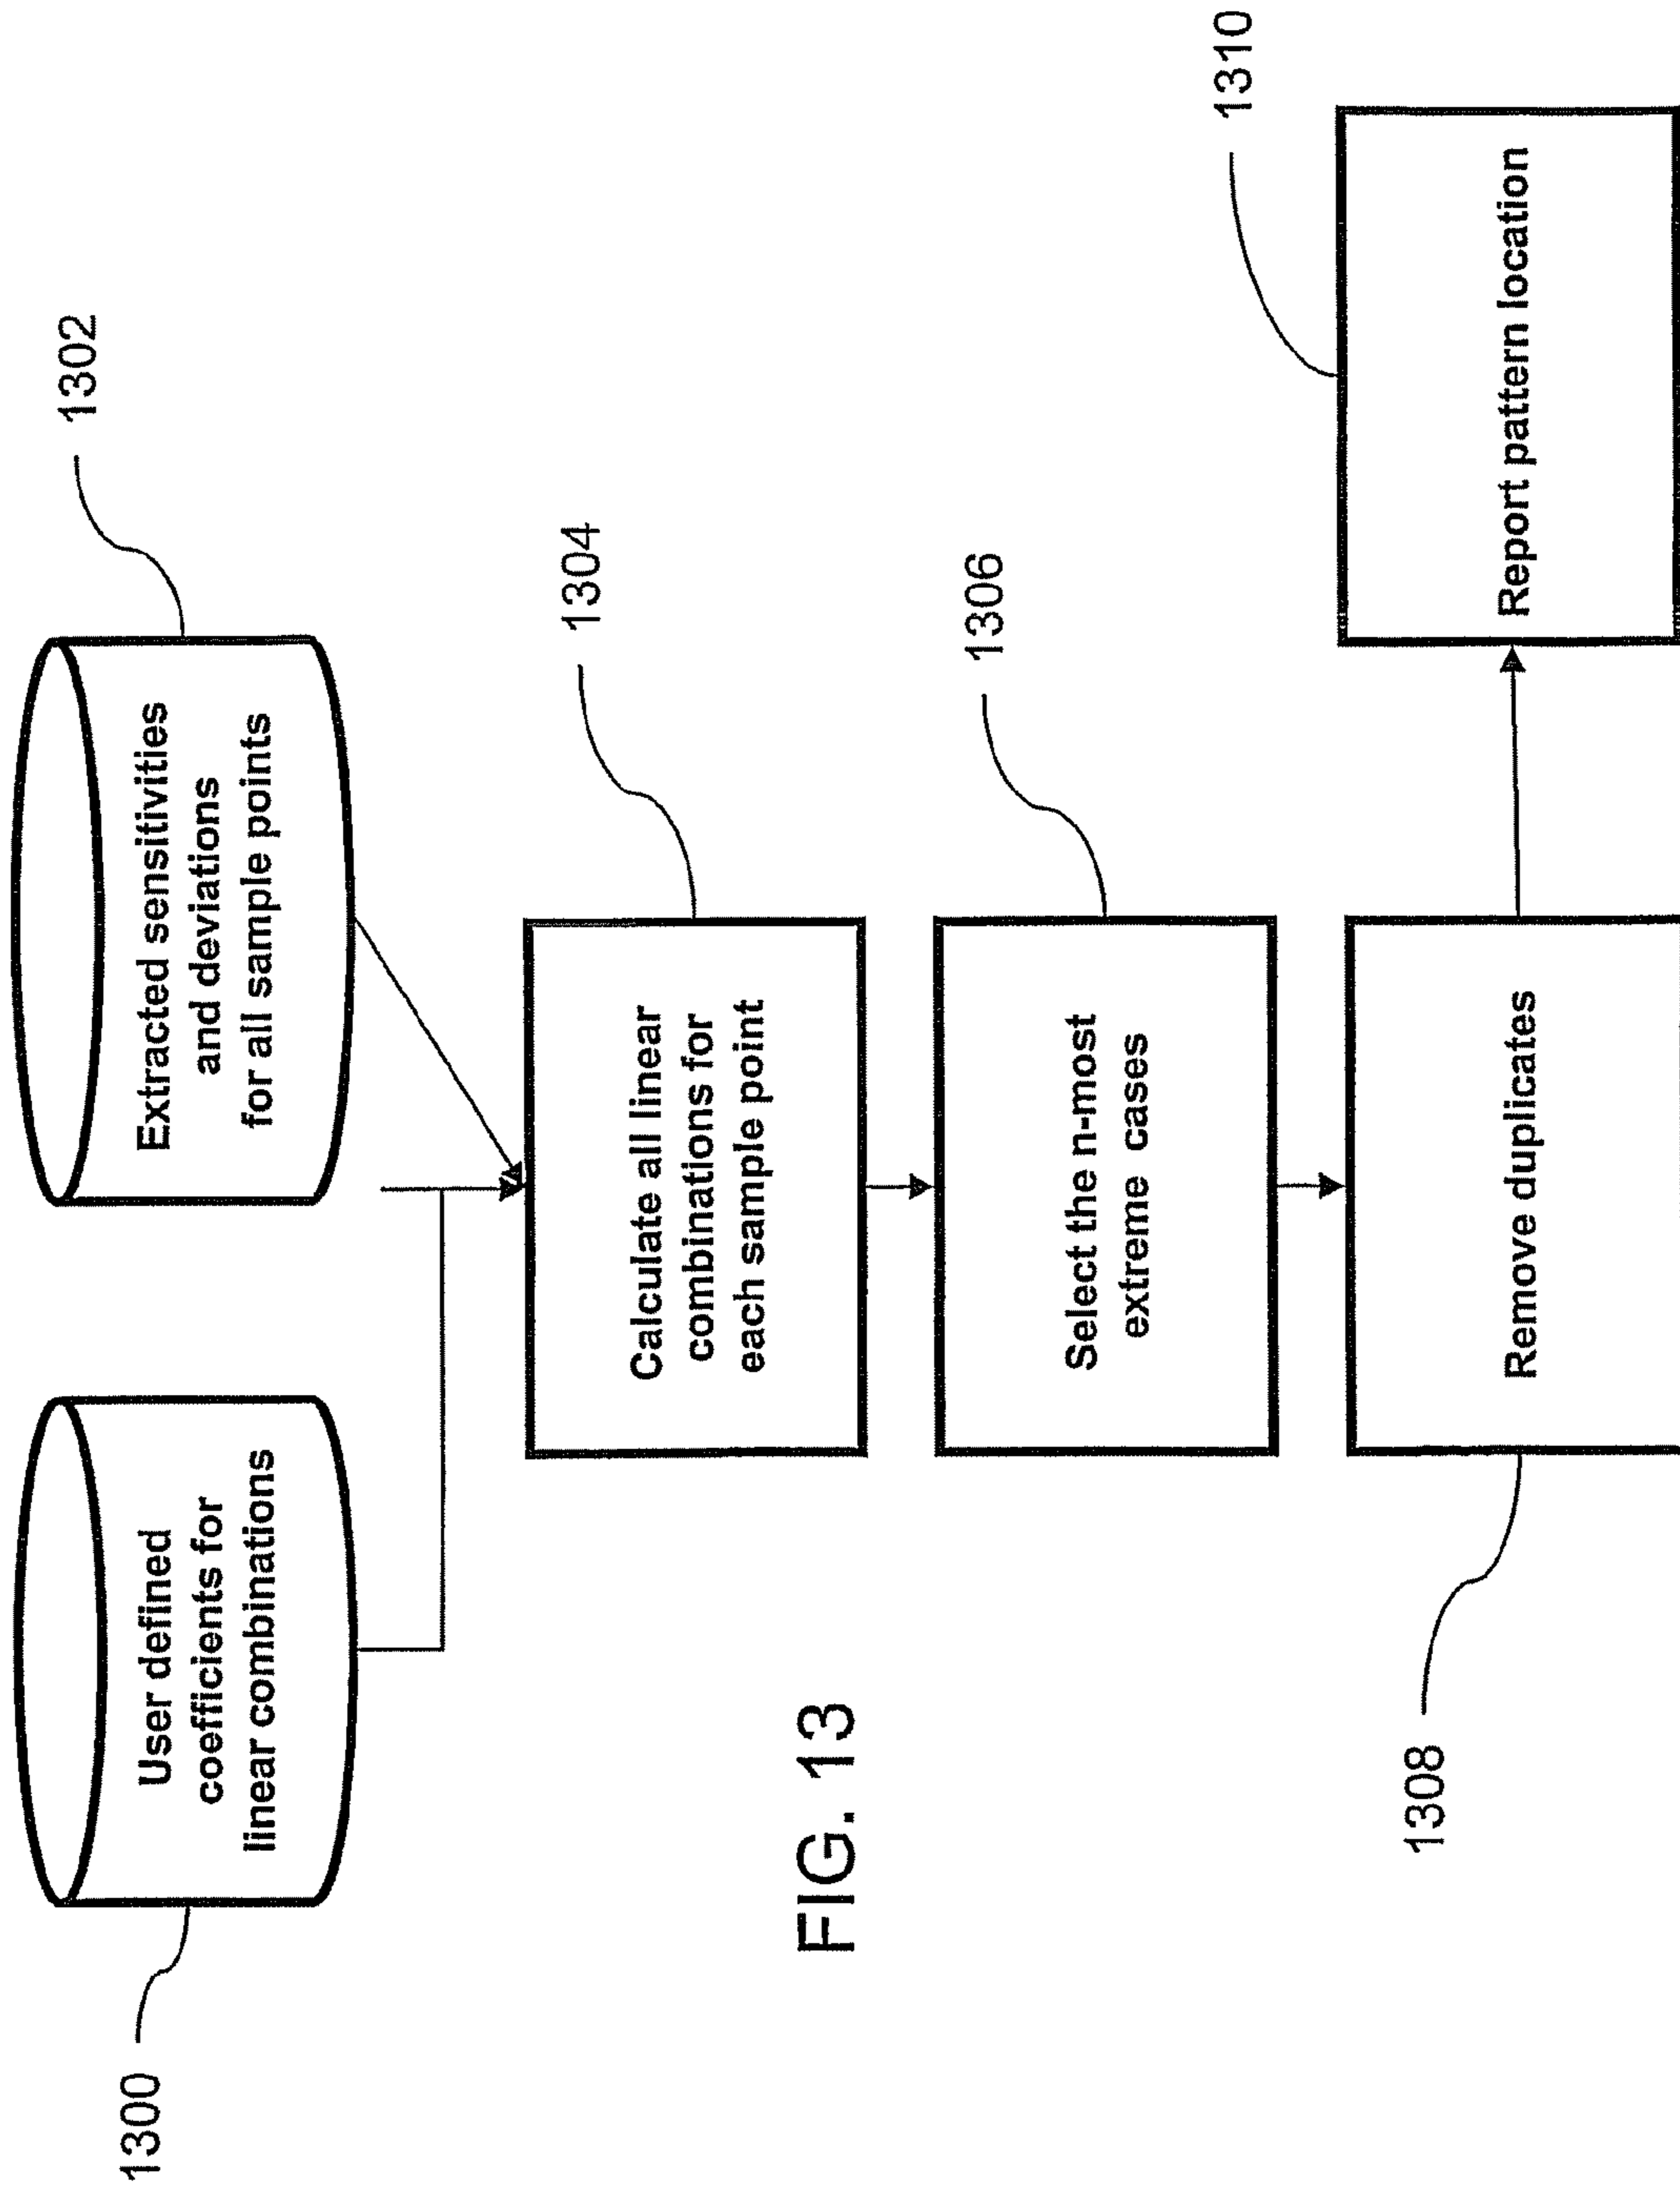 1300
User defined
coefficients for
linear combinations
1302
Extracted sensitivities
and deviations
for all sample points
1304
Calculate all linear
combinations for
each sample point
1306
Select the n-most
extreme cases
1308
Remove duplicates
1310
Report pattern location
FIG. 13